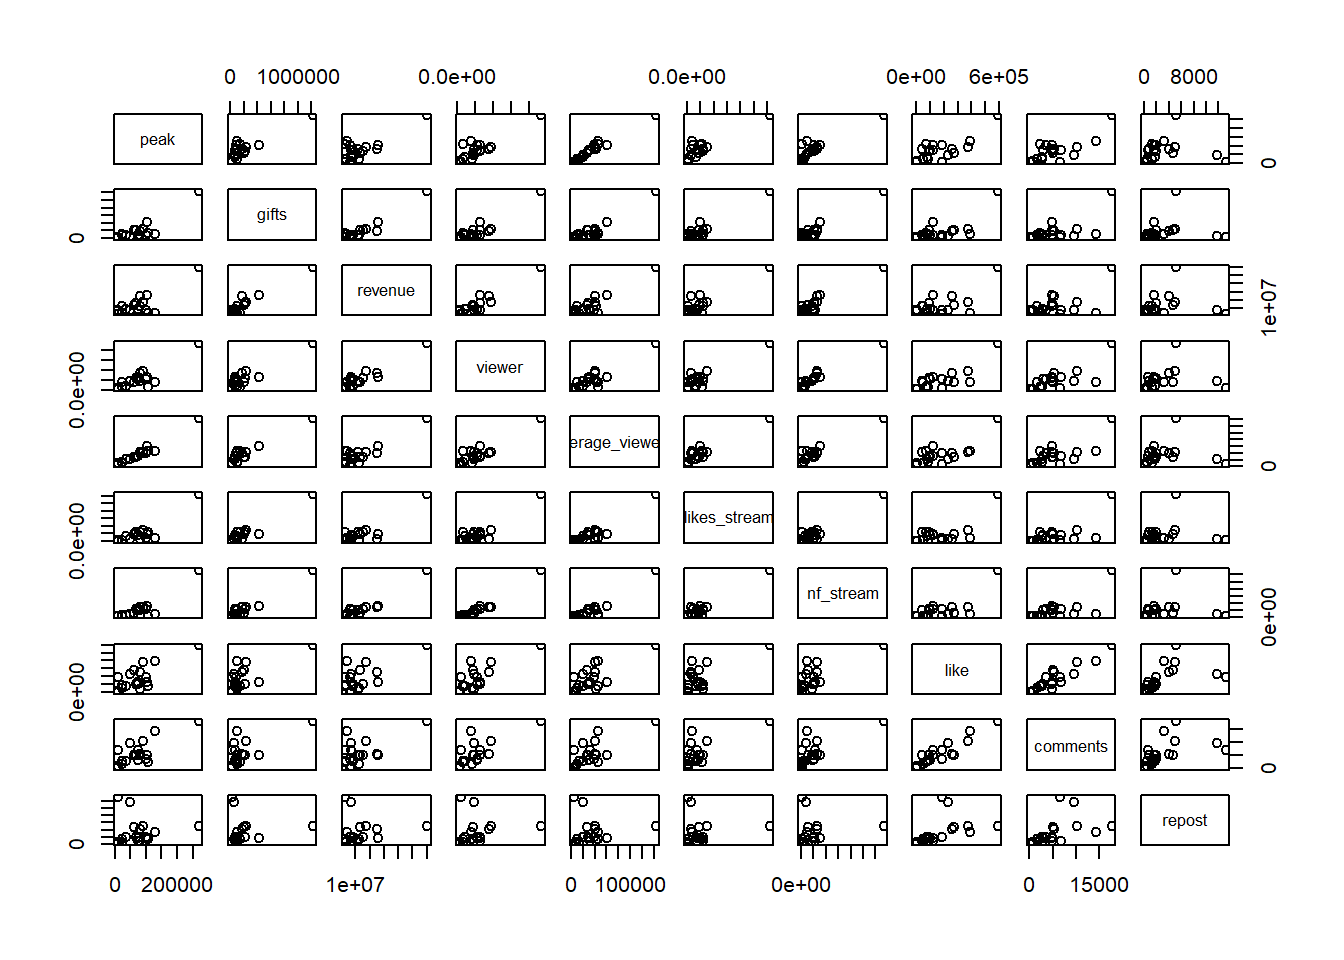 0 1000000 0.0e+00 0.0e+00 0e+00 6e+05 0 8000
peak 0
0 gifts
revenue 1e+07
0.0e+00 viewer
erage_viewe 0
0.0e+00 likes_stream
nf_stream 0e+00
0e+00 like
comments 0
0 repost
0 200000 1e+07 0 100000 0e+00 0 15000